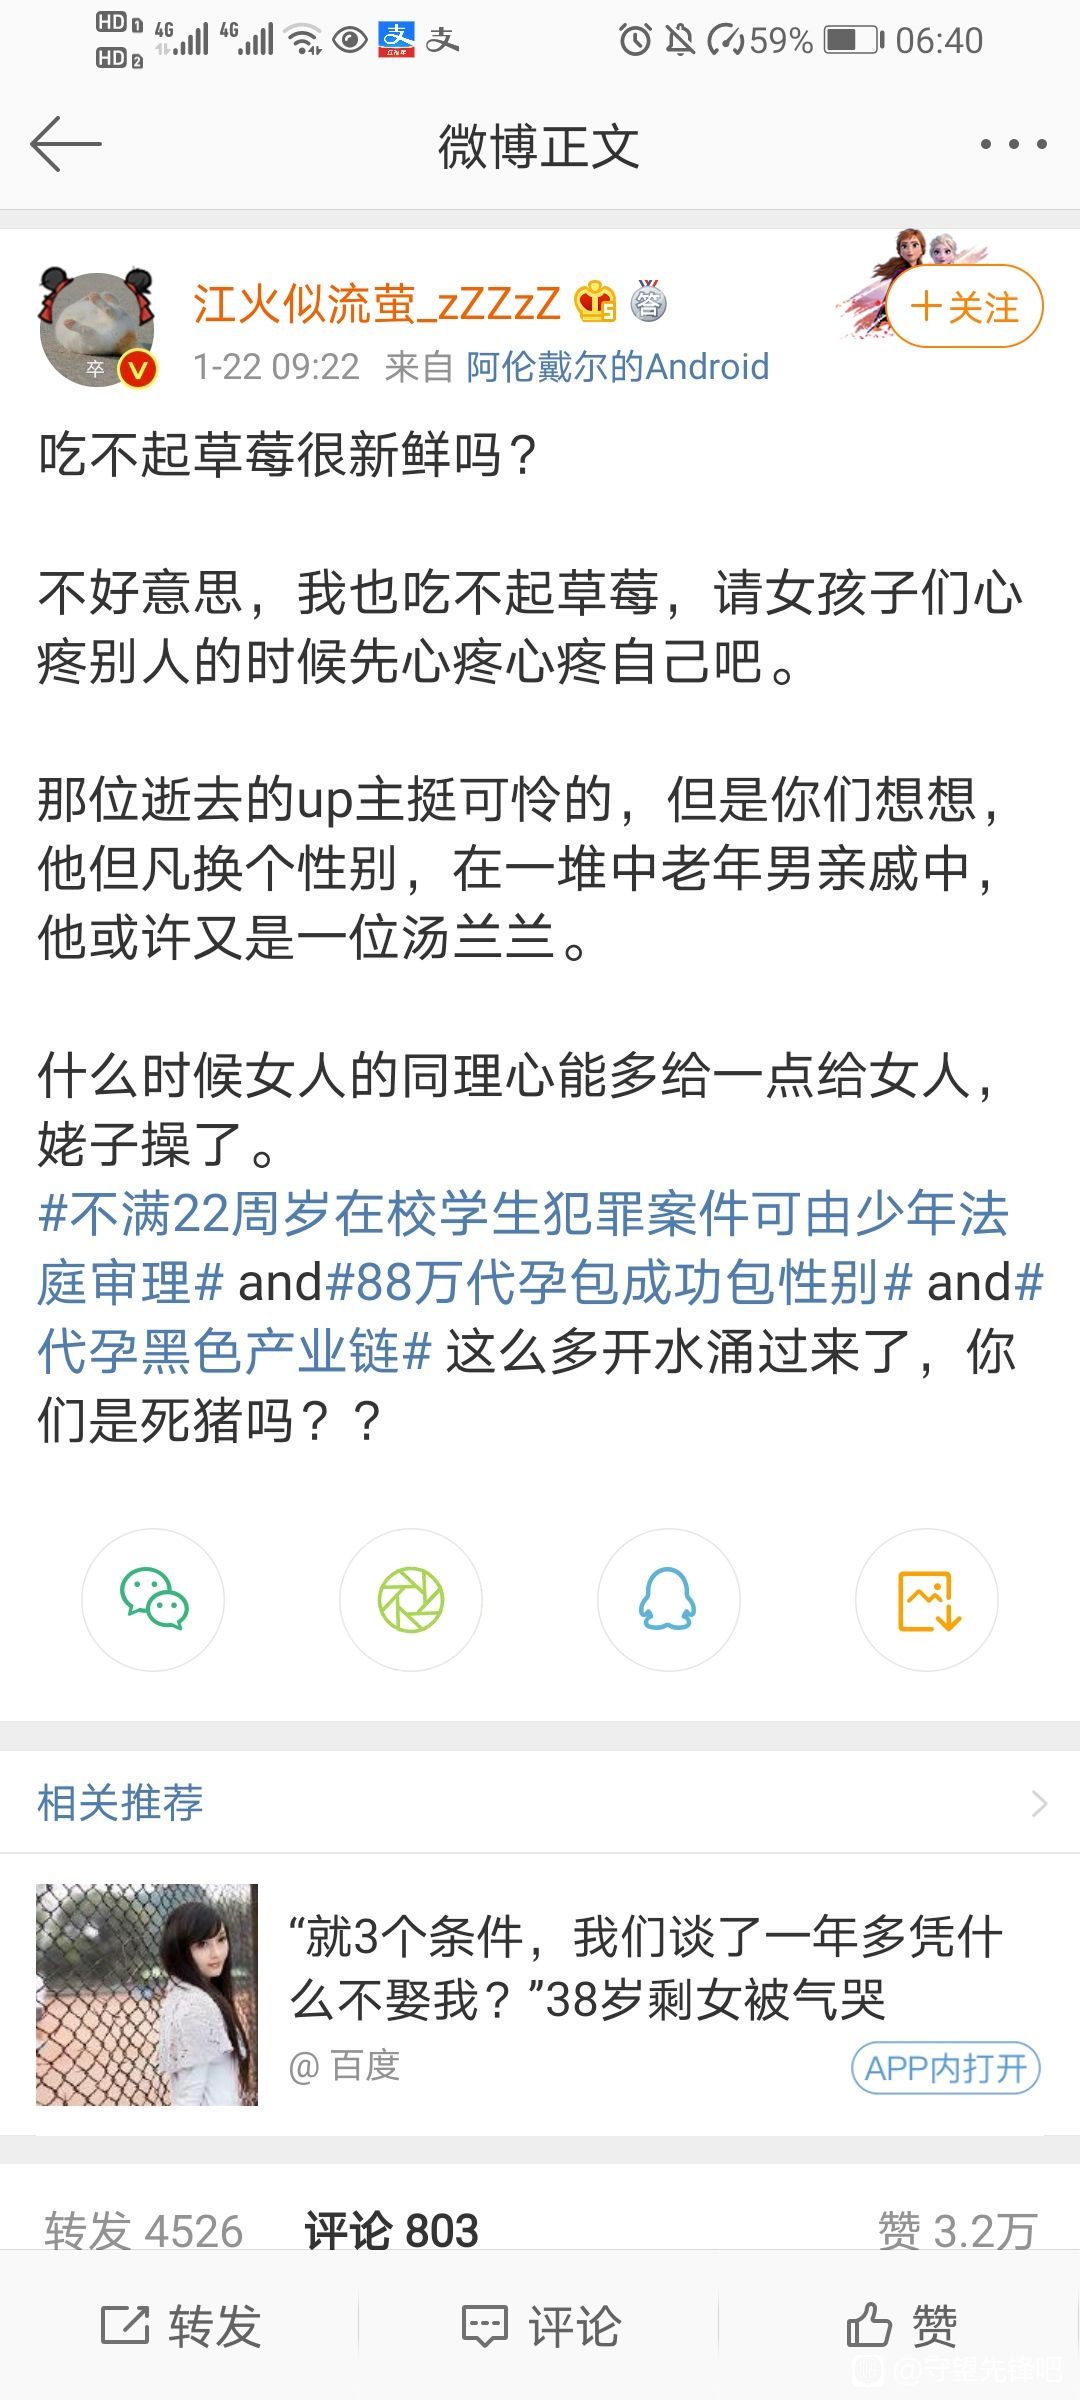 HD 1 4G 4G 支 支 59% 06:40
HD 2
微博正文
江火似流萤_zZZzZ 5 答
+关注
卒 V
1-22 09:22 来自 阿伦戴尔的Android
吃不起草莓很新鲜吗？
不好意思，我也吃不起草莓，请女孩子们心
疼别人的时候先心疼心疼自己吧。
那位逝去的up主挺可怜的，但是你们想想，
他但凡换个性别，在一堆中老年男亲戚中，
他或许又是一位汤兰兰。
什么时候女人的同理心能多给一点给女人，
姥子操了。
#不满22周岁在校学生犯罪案件可由少年法
庭审理# and#88万代孕包成功包性别# and#
代孕黑色产业链# 这么多开水涌过来了，你
们是死猪吗？？
相关推荐
“就3个条件，我们谈了一年多凭什
么不娶我？”38岁剩女被气哭
@ 百度
APP内打开
转发 4526 评论 803 赞 3.2万
转发 评论 赞
@守望先锋吧